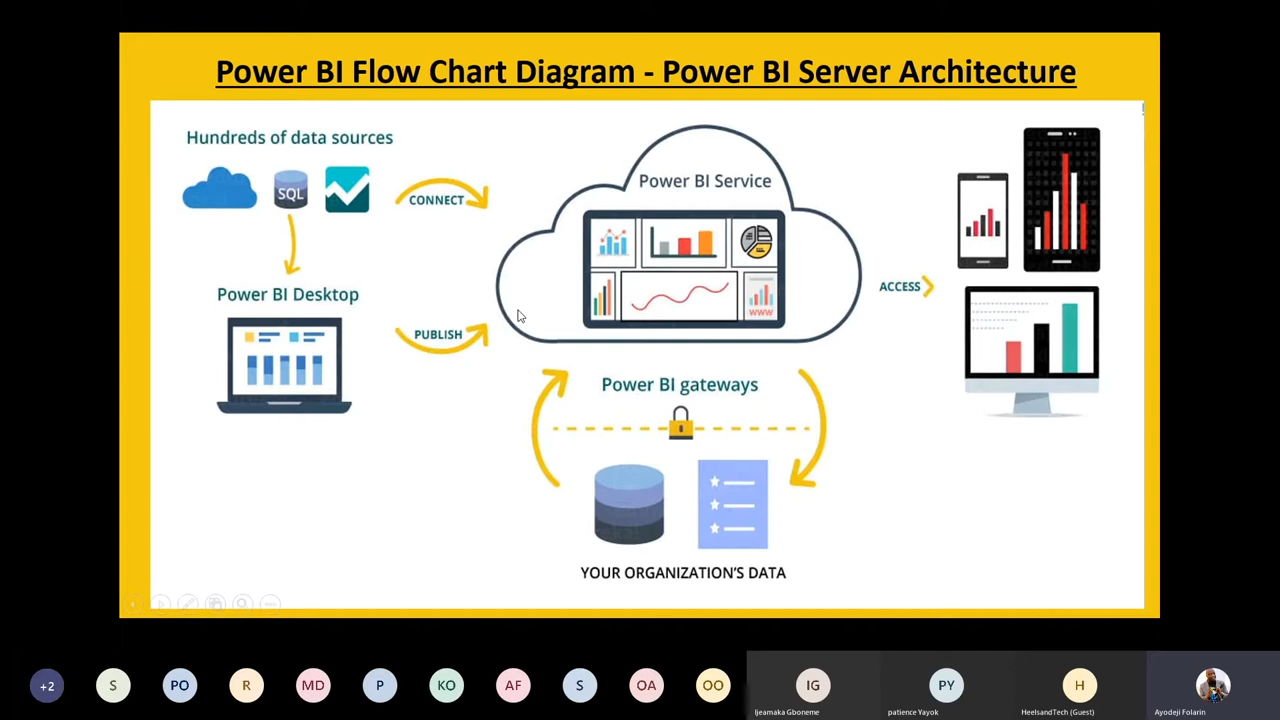 Power BI Flow Chart Diagram - Power BI Server Architecture
Hundreds of data sources
SQL
CONNECT
Power BI Service
WWW
ACCESS
Power BI Desktop
PUBLISH
Power BI gateways
YOUR ORGANIZATION'S DATA
+2
S
PO
R
MD
P
KO
AF
S
OA
OO
IG
PY
H
Ijeamaka Gboneme
patience Yayok
HeelsandTech (Guest)
Ayodeji Folarin